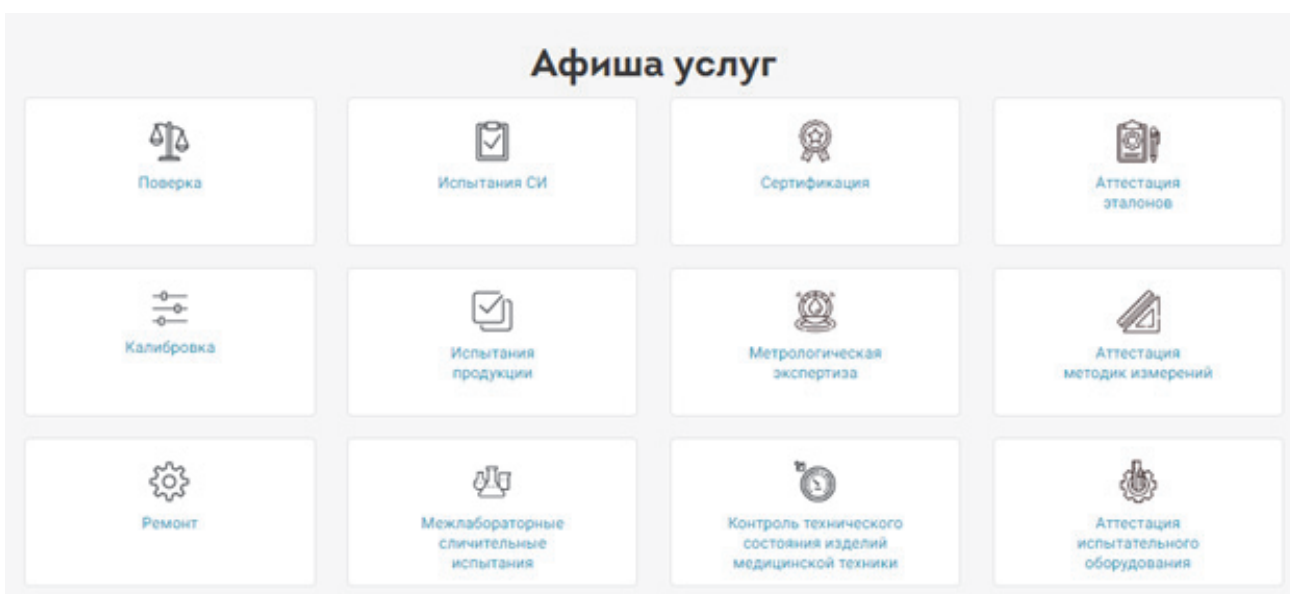 Афиша услуг
Поверка
Испытания СИ
Сертификация
Аттестация
эталонов
Калибровка
Испытания
продукции
Метрологическая
экспертиза
Аттестация
методик измерений
Ремонт
Межлабораторные
сличительные
испытания
Контроль технического
состояния изделий
медицинской техники
Аттестация
испытательного
оборудования